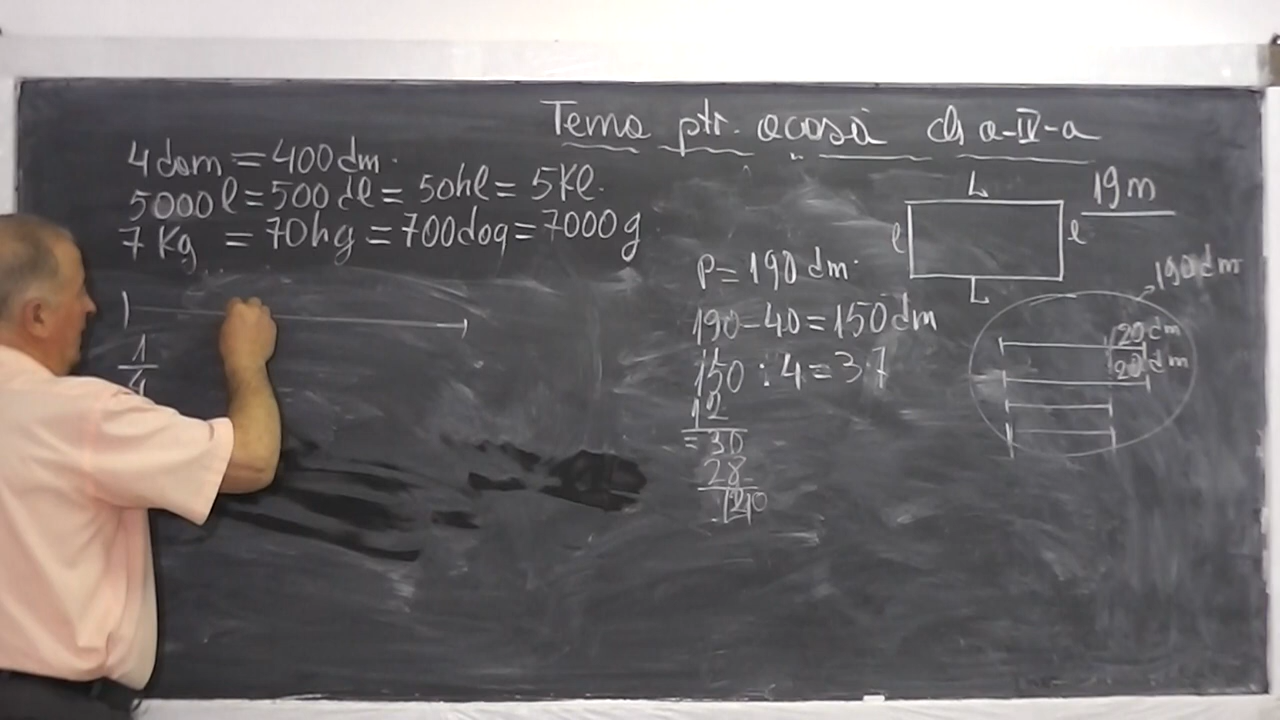 Tema ptr. acasă cls a-IV-a
4 dam = 400 dm.
5000 l = 500 dl = 50 hl = 5 Kl.
7 Kg = 70 hg = 700 dag = 7000 g
1
4
P = 190 dm.
190 - 40 = 150 dm
150 : 4 = 37
12
= 30
28
L
19 m
l
l
L
190 dm
20 dm
20 dm